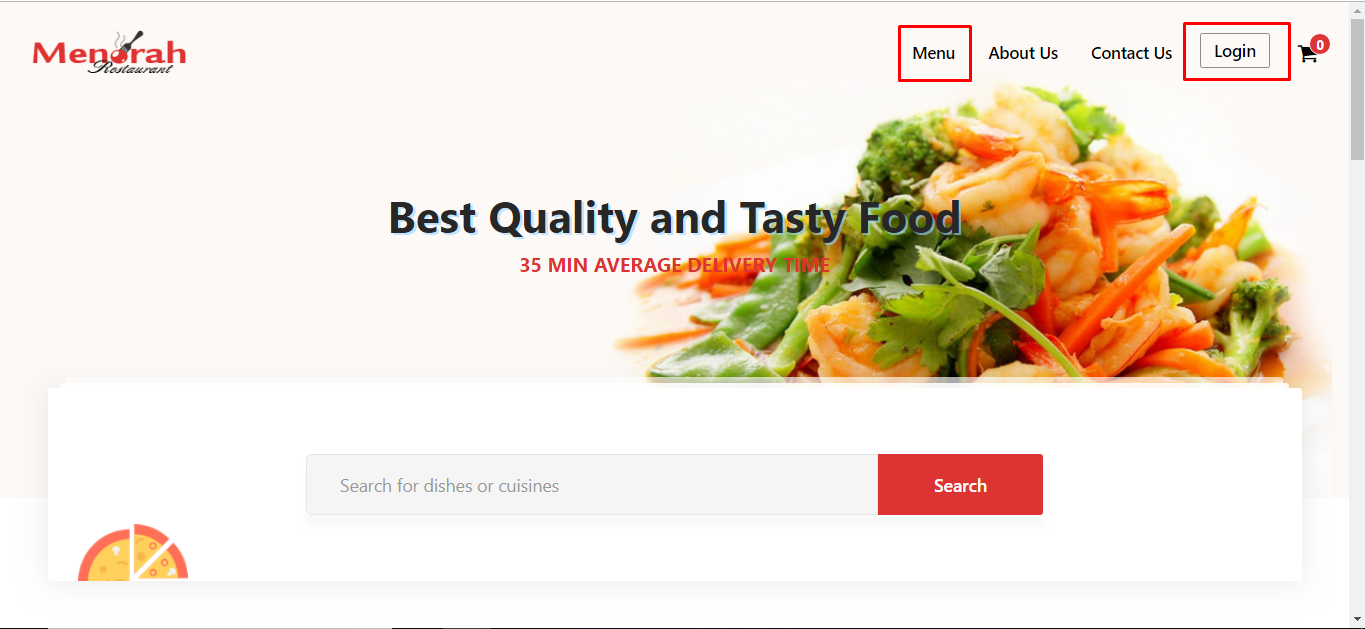 Menorah
Restaurant
Menu
About Us
Contact Us
Login
0
Best Quality and Tasty Food
35 MIN AVERAGE DELIVERY TIME
Search for dishes or cuisines
Search